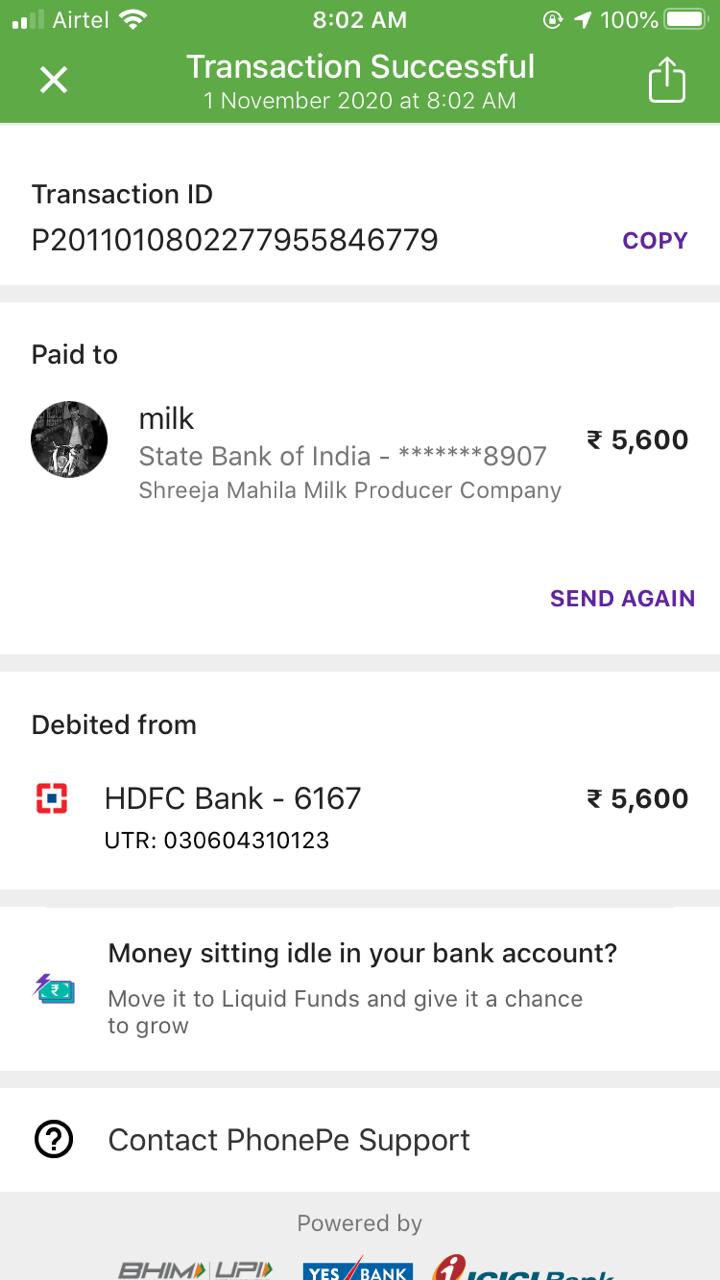 Airtel 8:02 AM 100%
Transaction Successful
1 November 2020 at 8:02 AM
Transaction ID
P2011010802277955846779 COPY
Paid to
milk
₹ 5,600
State Bank of India - *******8907
Shreeja Mahila Milk Producer Company
SEND AGAIN
Debited from
HDFC Bank - 6167 ₹ 5,600
UTR: 030604310123
Money sitting idle in your bank account?
Move it to Liquid Funds and give it a chance
to grow
Contact PhonePe Support
Powered by
BHIM UPI YES BANK ICICI Bank